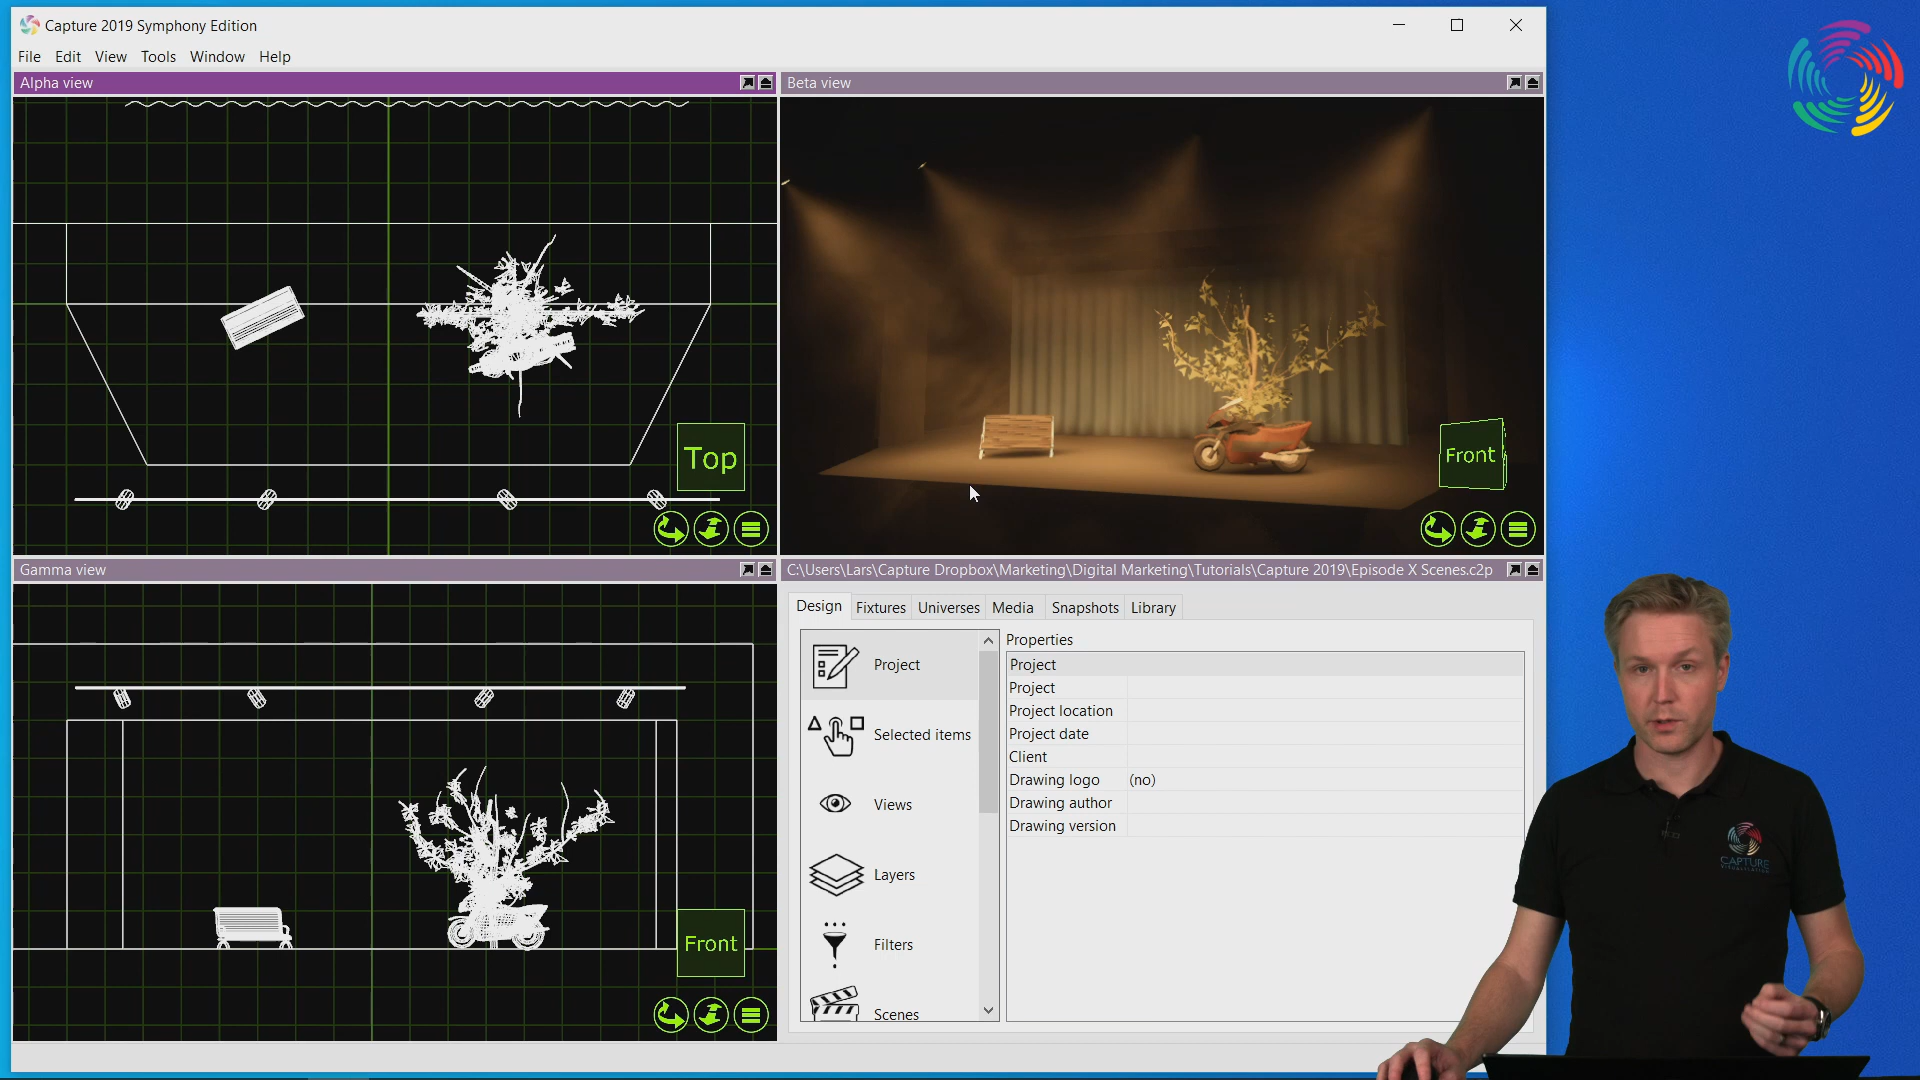 Capture 2019 Symphony Edition
File Edit View Tools Window Help
Alpha view
Top
Beta view
Front
Gamma view
Front
C:\Users\Lars\Capture Dropbox\Marketing\Digital Marketing\Tutorials\Capture 2019\Episode X Scenes.c2p
Design Fixtures Universes Media Snapshots Library
Project
Selected items
Views
Layers
Filters
Scenes
Properties
Project
Project
Project location
Project date
Client
Drawing logo (no)
Drawing author
Drawing version
CAPTURE